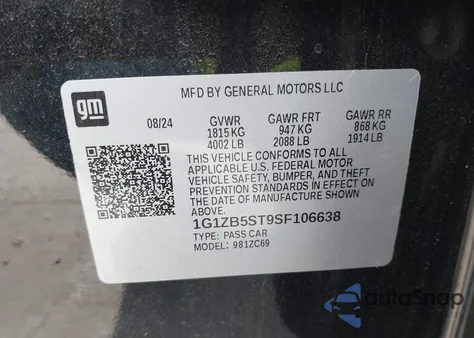 gm
MFD BY GENERAL MOTORS LLC
08/24 GVWR GAWR FRT GAWR RR
1815 KG 947 KG 868 KG
4002 LB 2088 LB 1914 LB
THIS VEHICLE CONFORMS TO ALL
APPLICABLE U.S. FEDERAL MOTOR
VEHICLE SAFETY, BUMPER, AND THEFT
PREVENTION STANDARDS IN EFFECT ON
THE DATE OF MANUFACTURE SHOWN
ABOVE.
1G1ZB5ST9SF106638
TYPE: PASS CAR
MODEL: 981ZC69
autoSnap